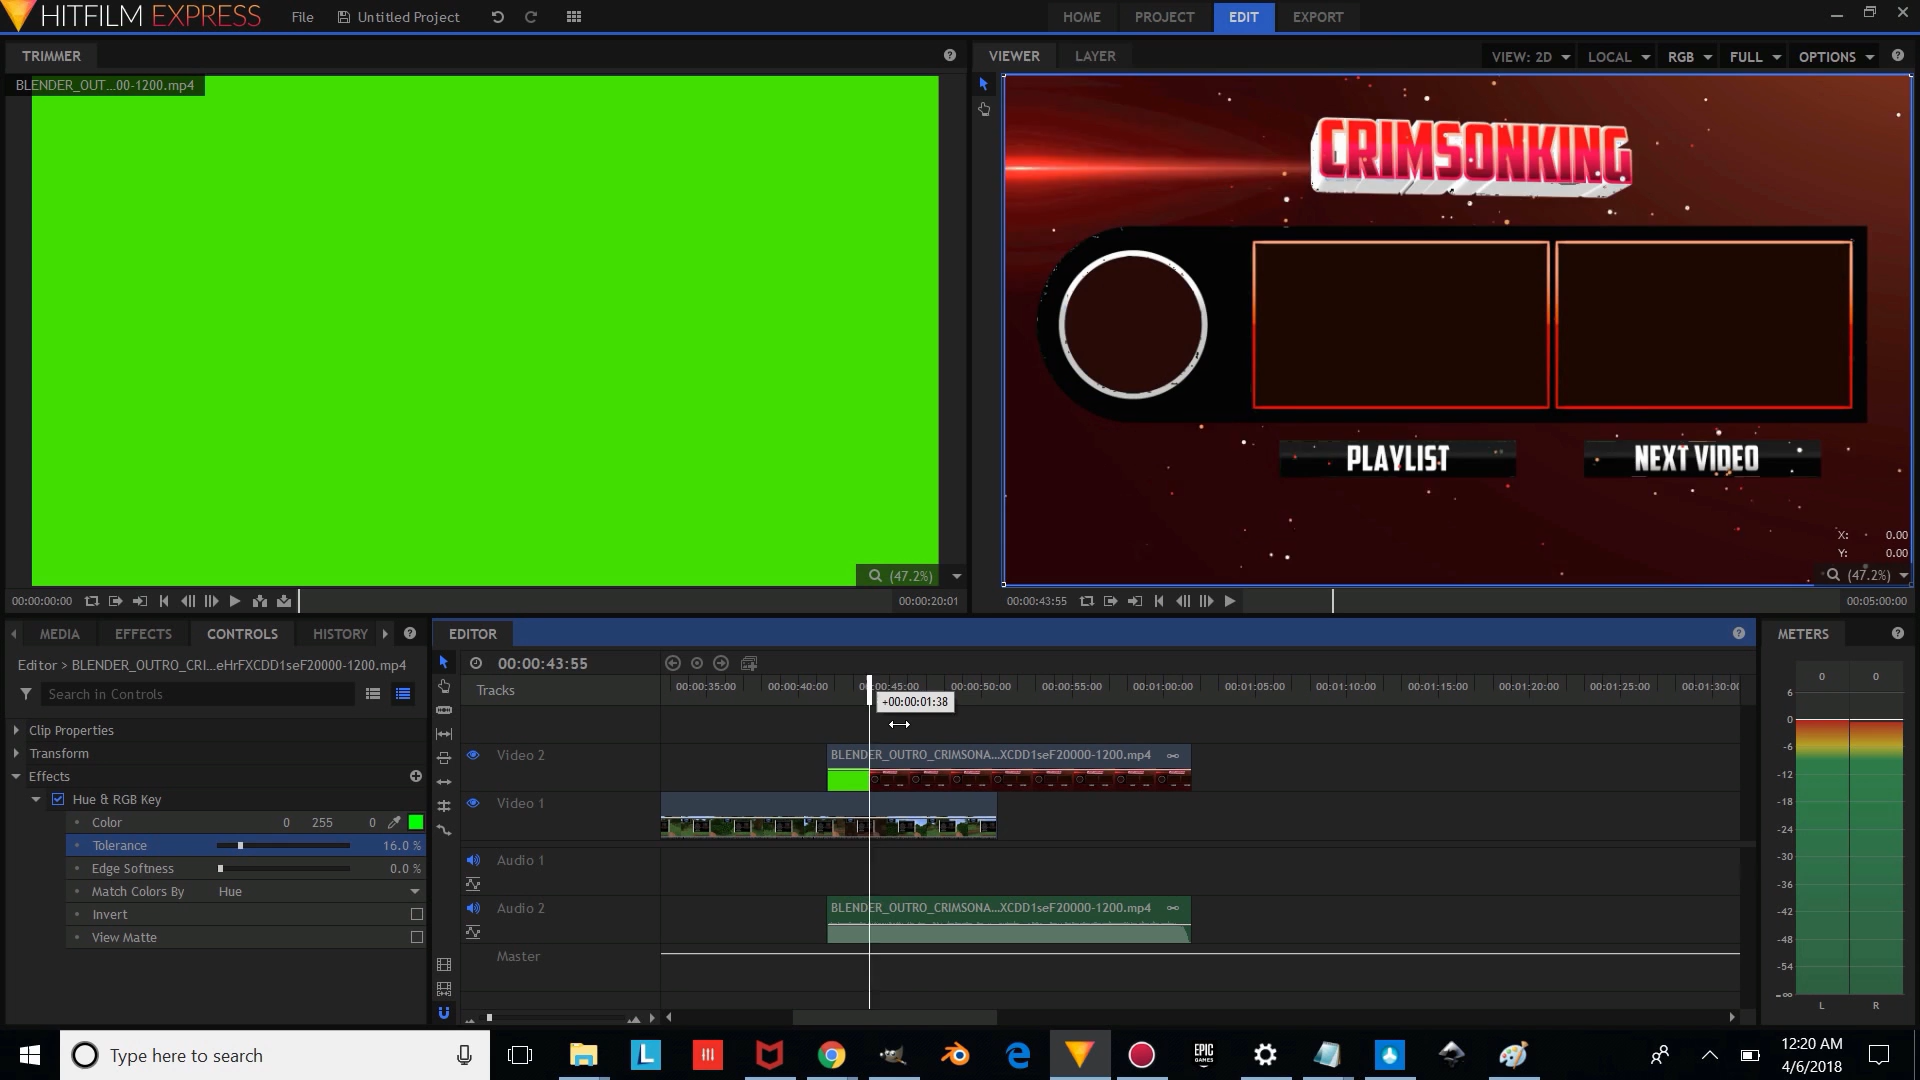 HITFILM EXPRESS
File
Untitled Project
HOME
PROJECT
EDIT
EXPORT
TRIMMER
BLENDER_OUT...00-1200.mp4
(47.2%)
00:00:00:00
00:00:20:01
VIEWER
LAYER
VIEW: 2D
LOCAL
RGB
FULL
OPTIONS
CRIMSONKING
PLAYLIST
NEXT VIDEO
X: 0.00
Y: 0.00
(47.2%)
00:00:43:55
00:05:00:00
MEDIA
EFFECTS
CONTROLS
HISTORY
Editor > BLENDER_OUTRO_CRI...eHrFXCDD1seF20000-1200.mp4
Search in Controls
Clip Properties
Transform
Effects
Hue & RGB Key
Color 0 255 0
Tolerance 16.0 %
Edge Softness 0.0 %
Match Colors By Hue
Invert
View Matte
EDITOR
00:00:43:55
Tracks
00:00:35:00 00:00:40:00 00:00:45:00 00:00:50:00 00:00:55:00 00:01:00:00 00:01:05:00 00:01:10:00 00:01:15:00 00:01:20:00 00:01:25:00
+00:00:01:38
Video 2
BLENDER_OUTRO_CRIMSONA...XCDD1seF20000-1200.mp4
Video 1
Audio 1
Audio 2
BLENDER_OUTRO_CRIMSONA...XCDD1seF20000-1200.mp4
Master
METERS
0 0
6
0
-6
-12
-18
-24
-30
-36
-42
-48
-54
-∞
L R
Type here to search
L
EPIC
GAMES
12:20 AM
4/6/2018